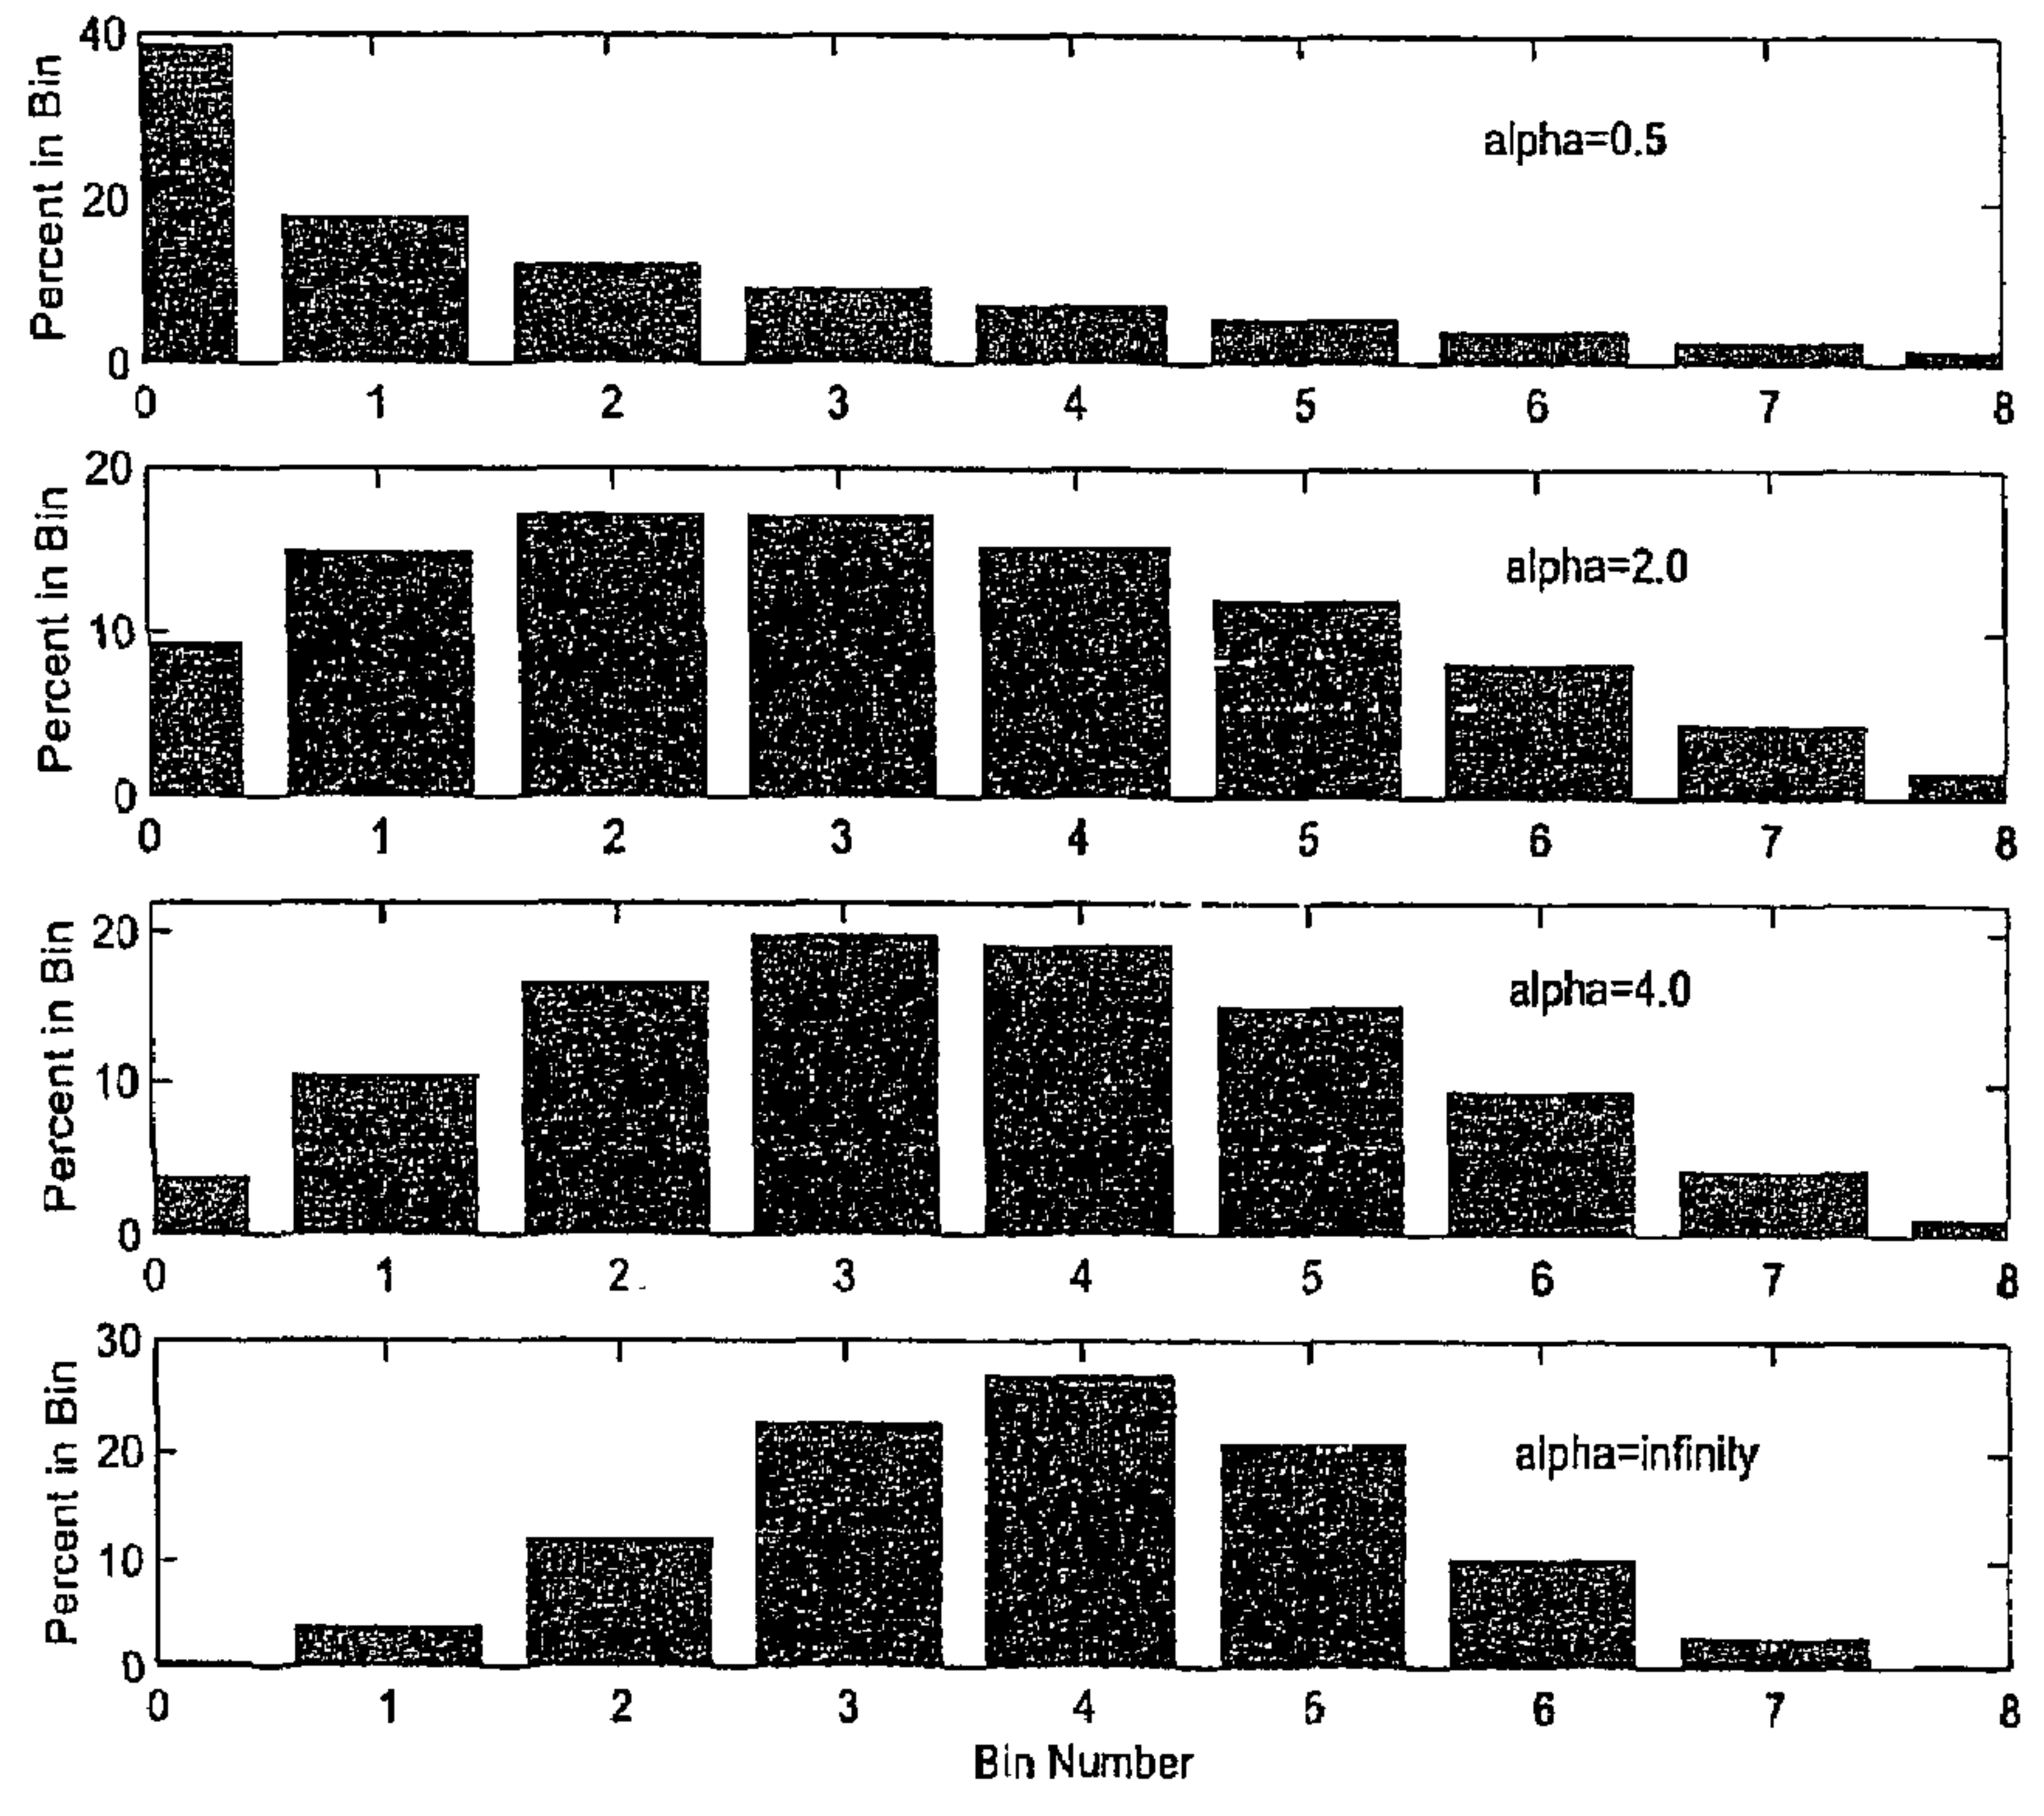 40
20
0
Percent in Bin
alpha=0.5
0 1 2 3 4 5 6 7 8
20
10
0
Percent in Bin
alpha=2.0
0 1 2 3 4 5 6 7 8
20
10
0
Percent in Bin
alpha=4.0
0 1 2 3 4 5 6 7 8
30
20
10
0
Percent in Bin
alpha=infinity
0 1 2 3 4 5 6 7 8
Bin Number